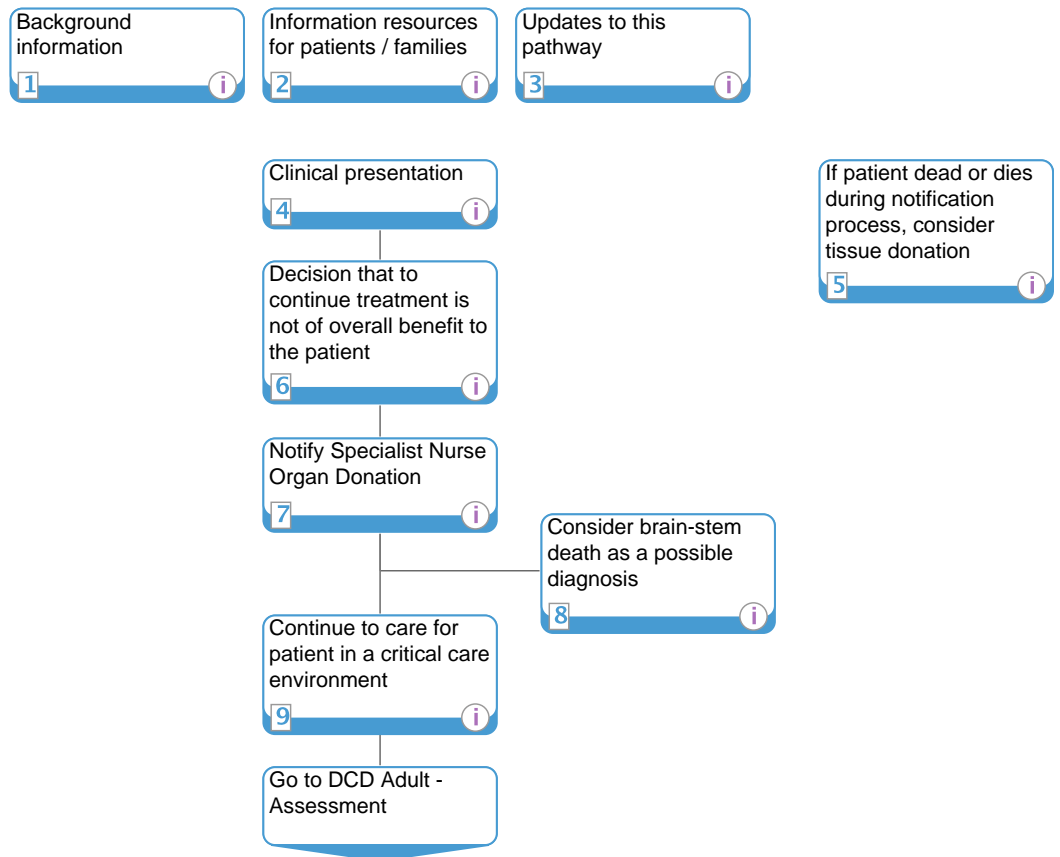 Background
information
1
i
Information resources
for patients / families
2
i
Updates to this
pathway
3
i
Clinical presentation
4
i
If patient dead or dies
during notification
process, consider
tissue donation
5
i
Decision that to
continue treatment is
not of overall benefit to
the patient
6
i
Notify Specialist Nurse
Organ Donation
7
i
Consider brain-stem
death as a possible
diagnosis
8
i
Continue to care for
patient in a critical care
environment
9
i
Go to DCD Adult -
Assessment